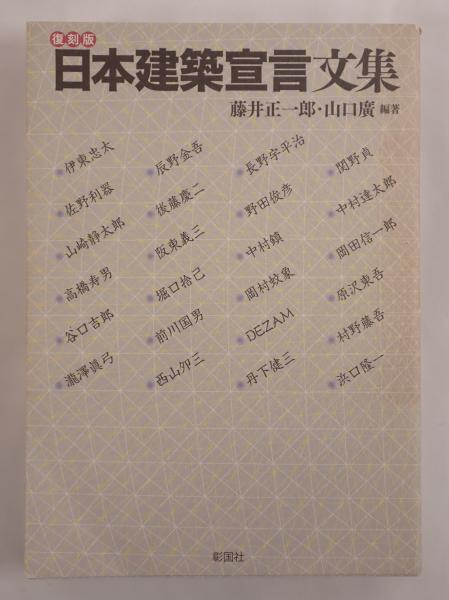 復刻版
日本建築宣言文集
藤井正一郎・山口廣 編著
伊東忠太 辰野金吾 長野宇平治 関野貞
佐野利器 後藤慶二 野田俊彦 中村達太郎
山崎靜太郎 阪東義三 中村鎮 岡田信一郎
高橋寿男 堀口捨己 岡村蚊象 原沢東吾
谷口吉郎 前川国男 DEZAM 村野藤吾
瀧澤眞弓 西山夘三 丹下健三 浜口隆一
彰国社